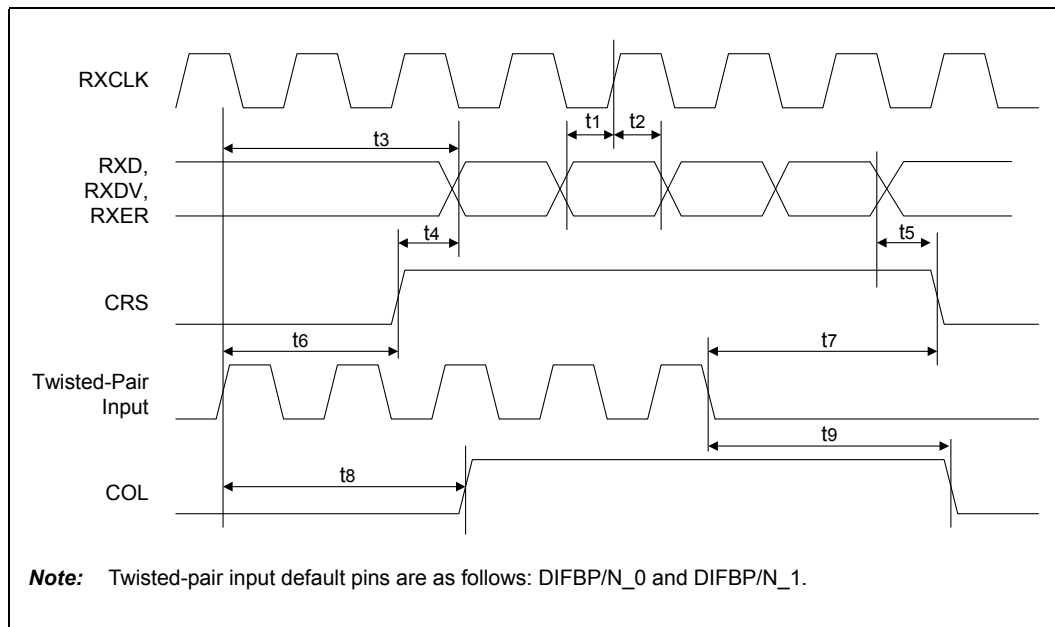 RXCLK
t1
t2
t3
RXD,
RXDV,
RXER
t4
t5
CRS
t6
t7
Twisted-Pair
Input
t9
t8
COL
Note: Twisted-pair input default pins are as follows: DIFBP/N_0 and DIFBP/N_1.